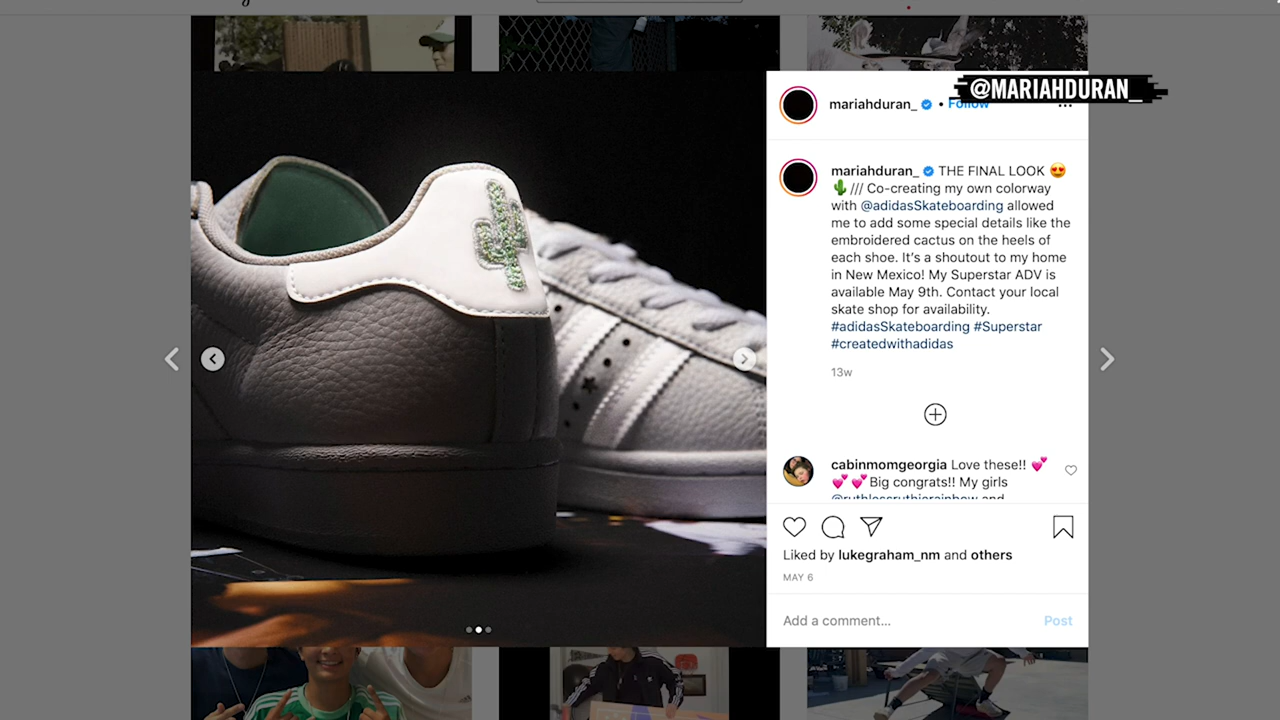 @MARIAHDURAN_
mariahduran_ • Follow
mariahduran_ THE FINAL LOOK 😍
🌵 /// Co-creating my own colorway
with @adidasSkateboarding allowed
me to add some special details like the
embroidered cactus on the heels of
each shoe. It's a shoutout to my home
in New Mexico! My Superstar ADV is
available May 9th. Contact your local
skate shop for availability.
#adidasSkateboarding #Superstar
#createdwithadidas
13w
cabinmomgeorgia Love these!! 💕
💕💕Big congrats!! My girls
@ruthlessruthierainbow and
Liked by lukegraham_nm and others
MAY 6
Add a comment...
Post